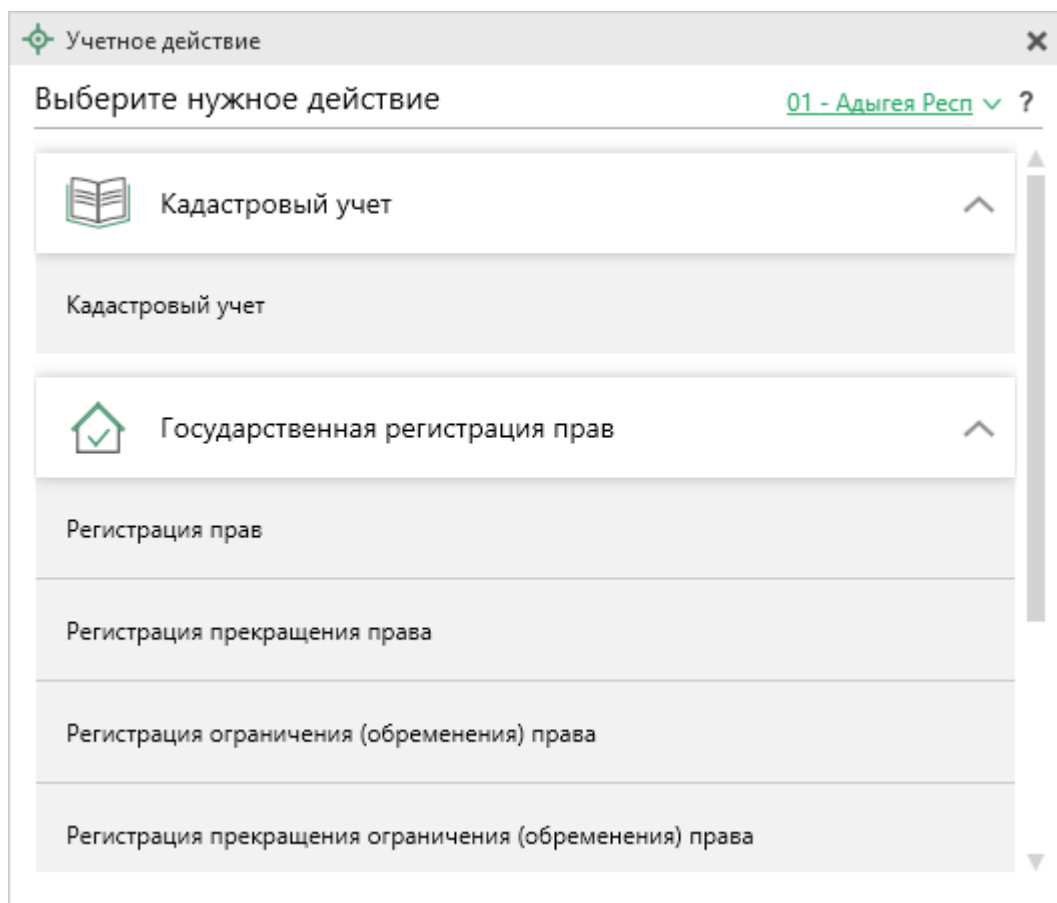 Учетное действие
Выберите нужное действие
01 - Адыгея Респ ?
Кадастровый учет
Кадастровый учет
Государственная регистрация прав
Регистрация прав
Регистрация прекращения права
Регистрация ограничения (обременения) права
Регистрация прекращения ограничения (обременения) права